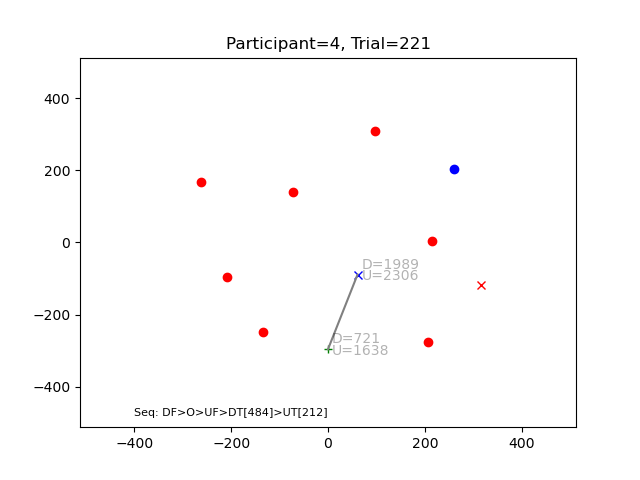 Participant=4, Trial=221
400
200
0
−200
−400
D=1989
U=2306
D=721
U=1638
Seq: DF>O>UF>DT[484]>UT[212]
−400
−200
0
200
400